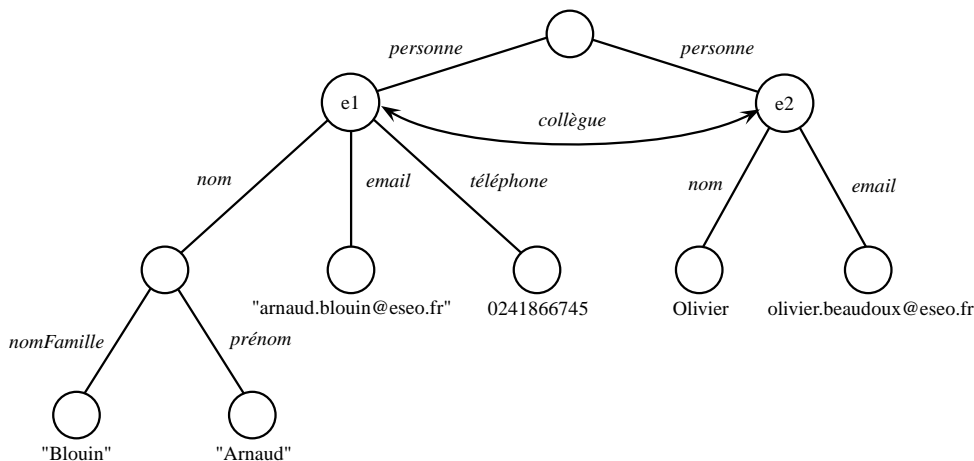 personne
personne
e1
e2
collègue
nom
email
téléphone
nom
email
"arnaud.blouin@eseo.fr"
0241866745
Olivier
olivier.beaudoux@eseo.fr
nomFamille
prénom
"Blouin"
"Arnaud"